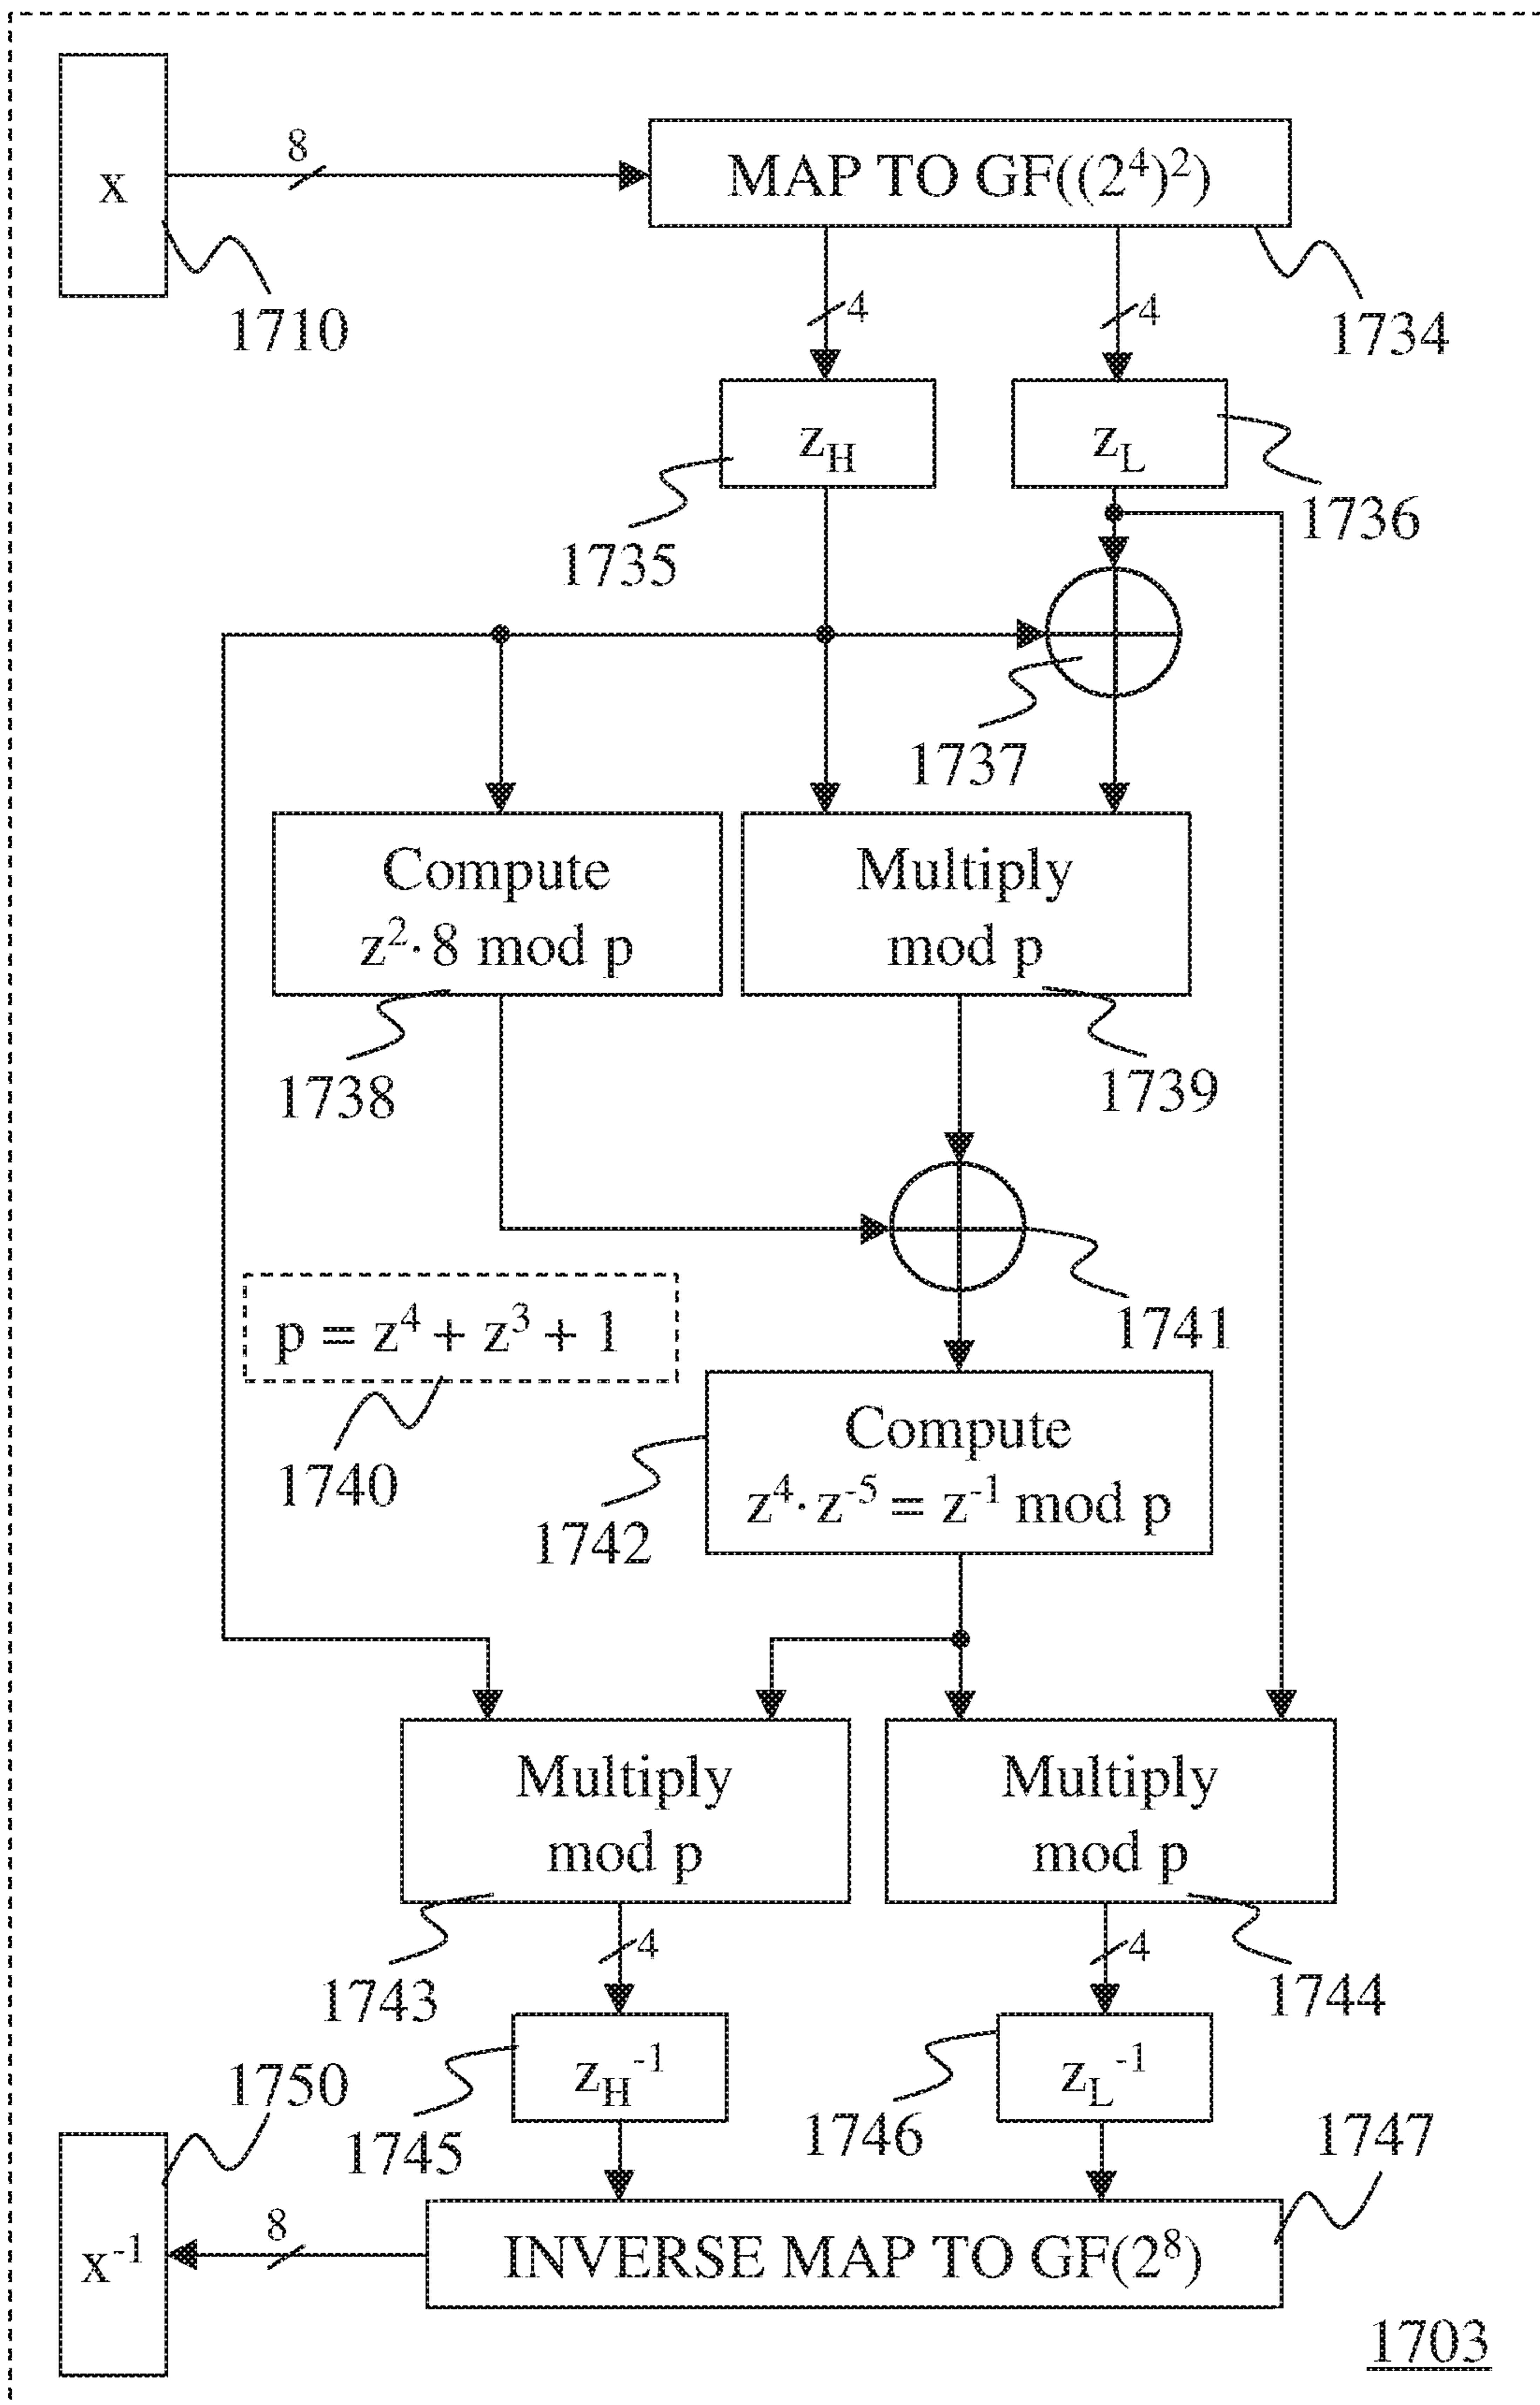 x
8
MAP TO GF((2⁴)²)
1710
4
4
1734
z_H
z_L
1735
1736
1737
Compute
z²·8 mod p
Multiply
mod p
1738
1739
p = z⁴ + z³ + 1
1740
1741
Compute
z⁴·z⁻⁵ = z⁻¹ mod p
1742
Multiply
mod p
Multiply
mod p
4
4
1743
1744
z_H⁻¹
z_L⁻¹
1750
1745
1746
1747
x⁻¹
8
INVERSE MAP TO GF(2⁸)
1703